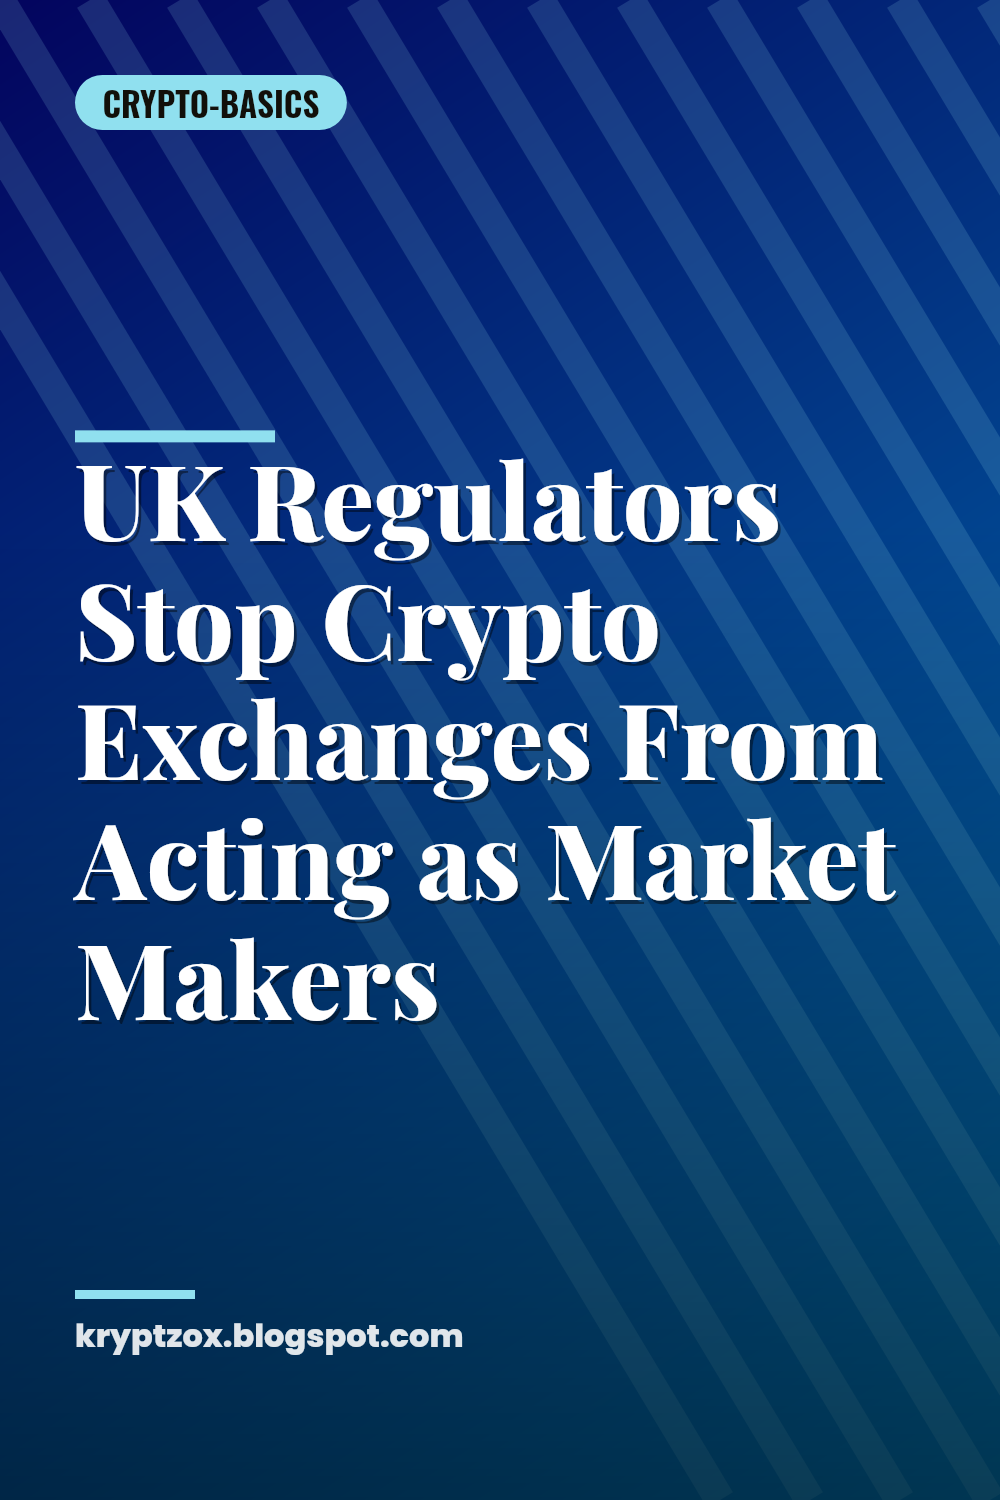 CRYPTO-BASICS
UK Regulators
Stop Crypto
Exchanges From
Acting as Market
Makers
kryptzox.blogspot.com